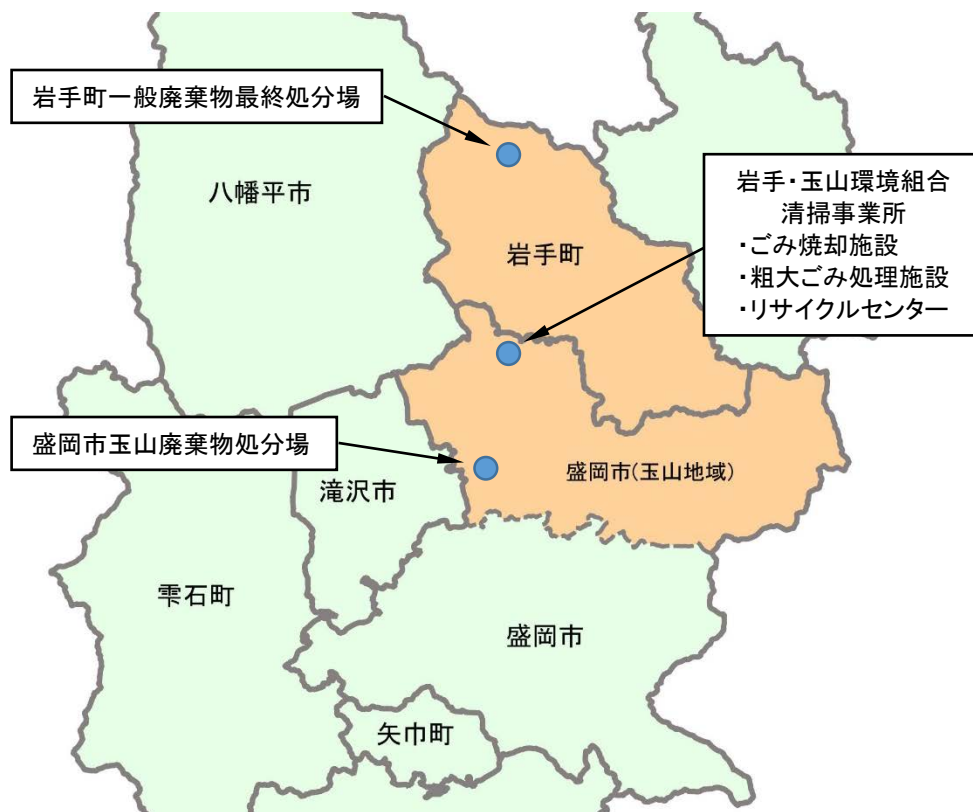 岩手町一般廃棄物最終処分場
八幡平市
岩手・玉山環境組合
清掃事業所
・ごみ焼却施設
・粗大ごみ処理施設
・リサイクルセンター
岩手町
盛岡市玉山廃棄物処分場
盛岡市(玉山地域)
滝沢市
雫石町
盛岡市
矢巾町